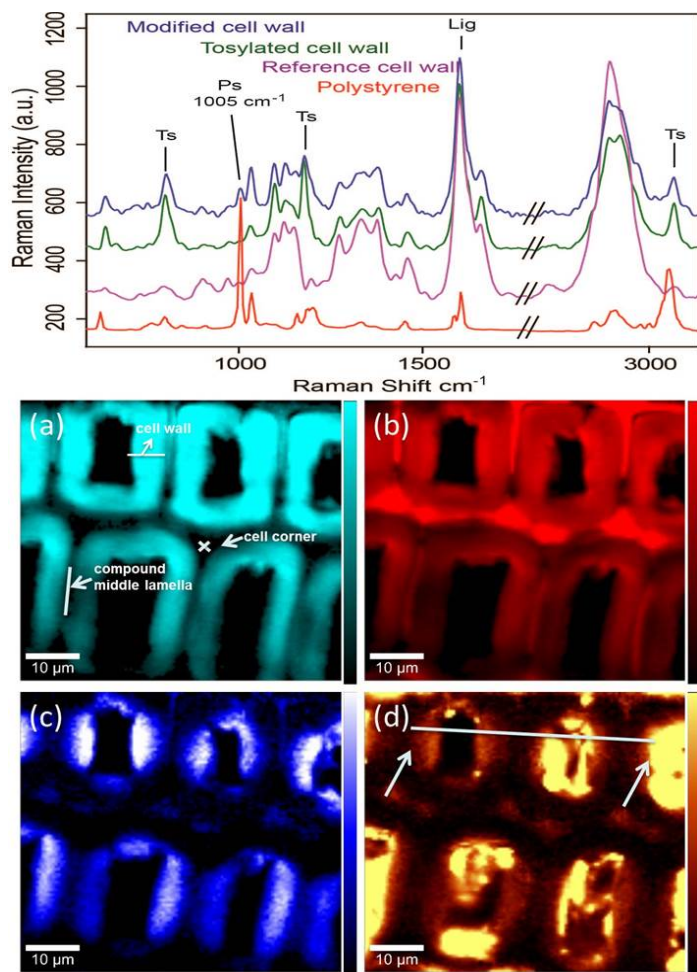 Modified cell wall
Tosylated cell wall
Reference cell wall
Polystyrene
Lig
Ps
1005 cm⁻¹
Ts
Ts
Ts
Raman Intensity (a.u.)
1200
1000
800
600
400
200
1000
1500
3000
Raman Shift cm⁻¹
(a)
cell wall
cell corner
compound
middle lamella
10 µm
(b)
10 µm
(c)
10 µm
(d)
10 µm